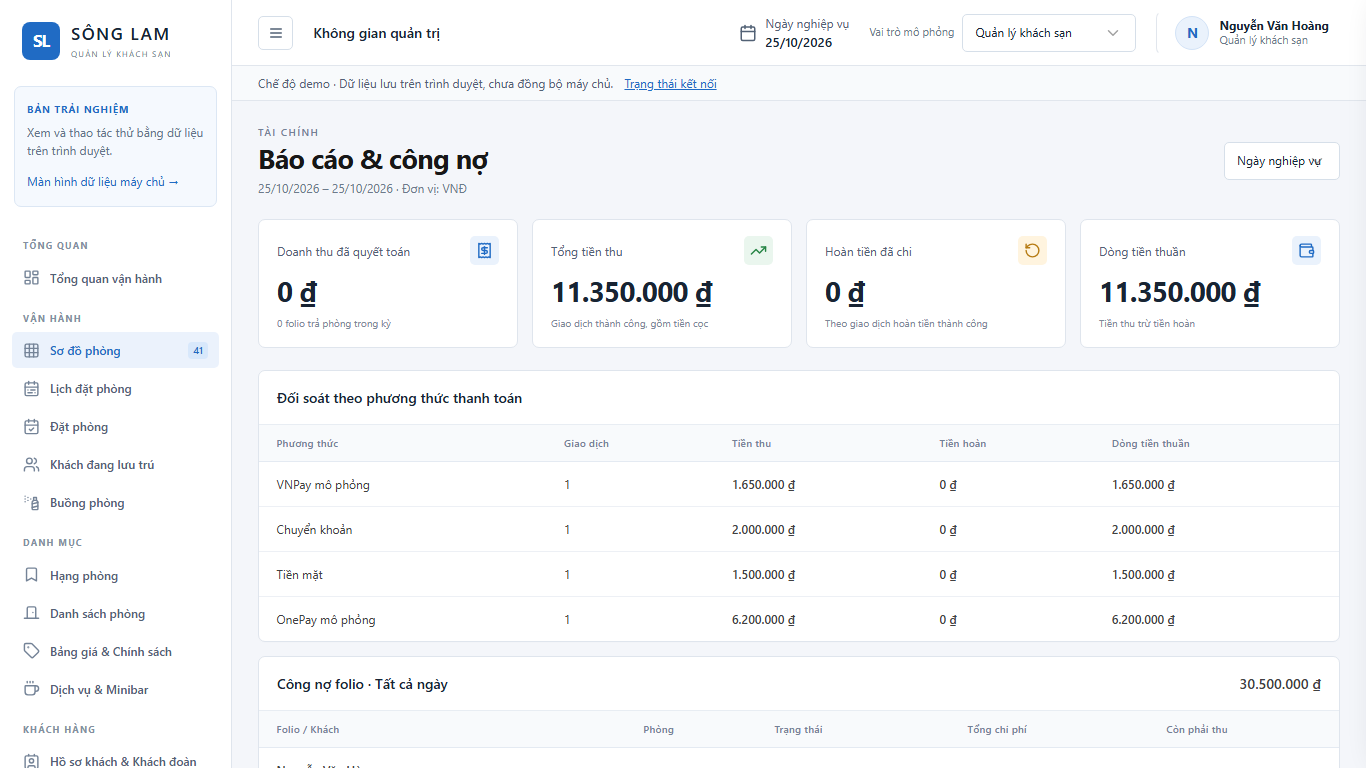 SL
SÔNG LAM
QUẢN LÝ KHÁCH SẠN
BẢN TRẢI NGHIỆM
Xem và thao tác thử bằng dữ liệu
trên trình duyệt.
Màn hình dữ liệu máy chủ →
TỔNG QUAN
Tổng quan vận hành
VẬN HÀNH
Sơ đồ phòng 41
Lịch đặt phòng
Đặt phòng
Khách đang lưu trú
Buồng phòng
DANH MỤC
Hạng phòng
Danh sách phòng
Bảng giá & Chính sách
Dịch vụ & Minibar
KHÁCH HÀNG
Hồ sơ khách & Khách đoàn
Không gian quản trị
Ngày nghiệp vụ
25/10/2026
Vai trò mô phỏng
Quản lý khách sạn
N
Nguyễn Văn Hoàng
Quản lý khách sạn
Chế độ demo · Dữ liệu lưu trên trình duyệt, chưa đồng bộ máy chủ. Trạng thái kết nối
TÀI CHÍNH
Báo cáo & công nợ
25/10/2026 – 25/10/2026 · Đơn vị: VNĐ
Ngày nghiệp vụ
Doanh thu đã quyết toán
0 ₫
0 folio trả phòng trong kỳ
Tổng tiền thu
11.350.000 ₫
Giao dịch thành công, gồm tiền cọc
Hoàn tiền đã chi
0 ₫
Theo giao dịch hoàn tiền thành công
Dòng tiền thuần
11.350.000 ₫
Tiền thu trừ tiền hoàn
Đối soát theo phương thức thanh toán
Phương thức Giao dịch Tiền thu Tiền hoàn Dòng tiền thuần
VNPay mô phỏng 1 1.650.000 ₫ 0 ₫ 1.650.000 ₫
Chuyển khoản 1 2.000.000 ₫ 0 ₫ 2.000.000 ₫
Tiền mặt 1 1.500.000 ₫ 0 ₫ 1.500.000 ₫
OnePay mô phỏng 1 6.200.000 ₫ 0 ₫ 6.200.000 ₫
Công nợ folio · Tất cả ngày 30.500.000 ₫
Folio / Khách Phòng Trạng thái Tổng chi phí Còn phải thu